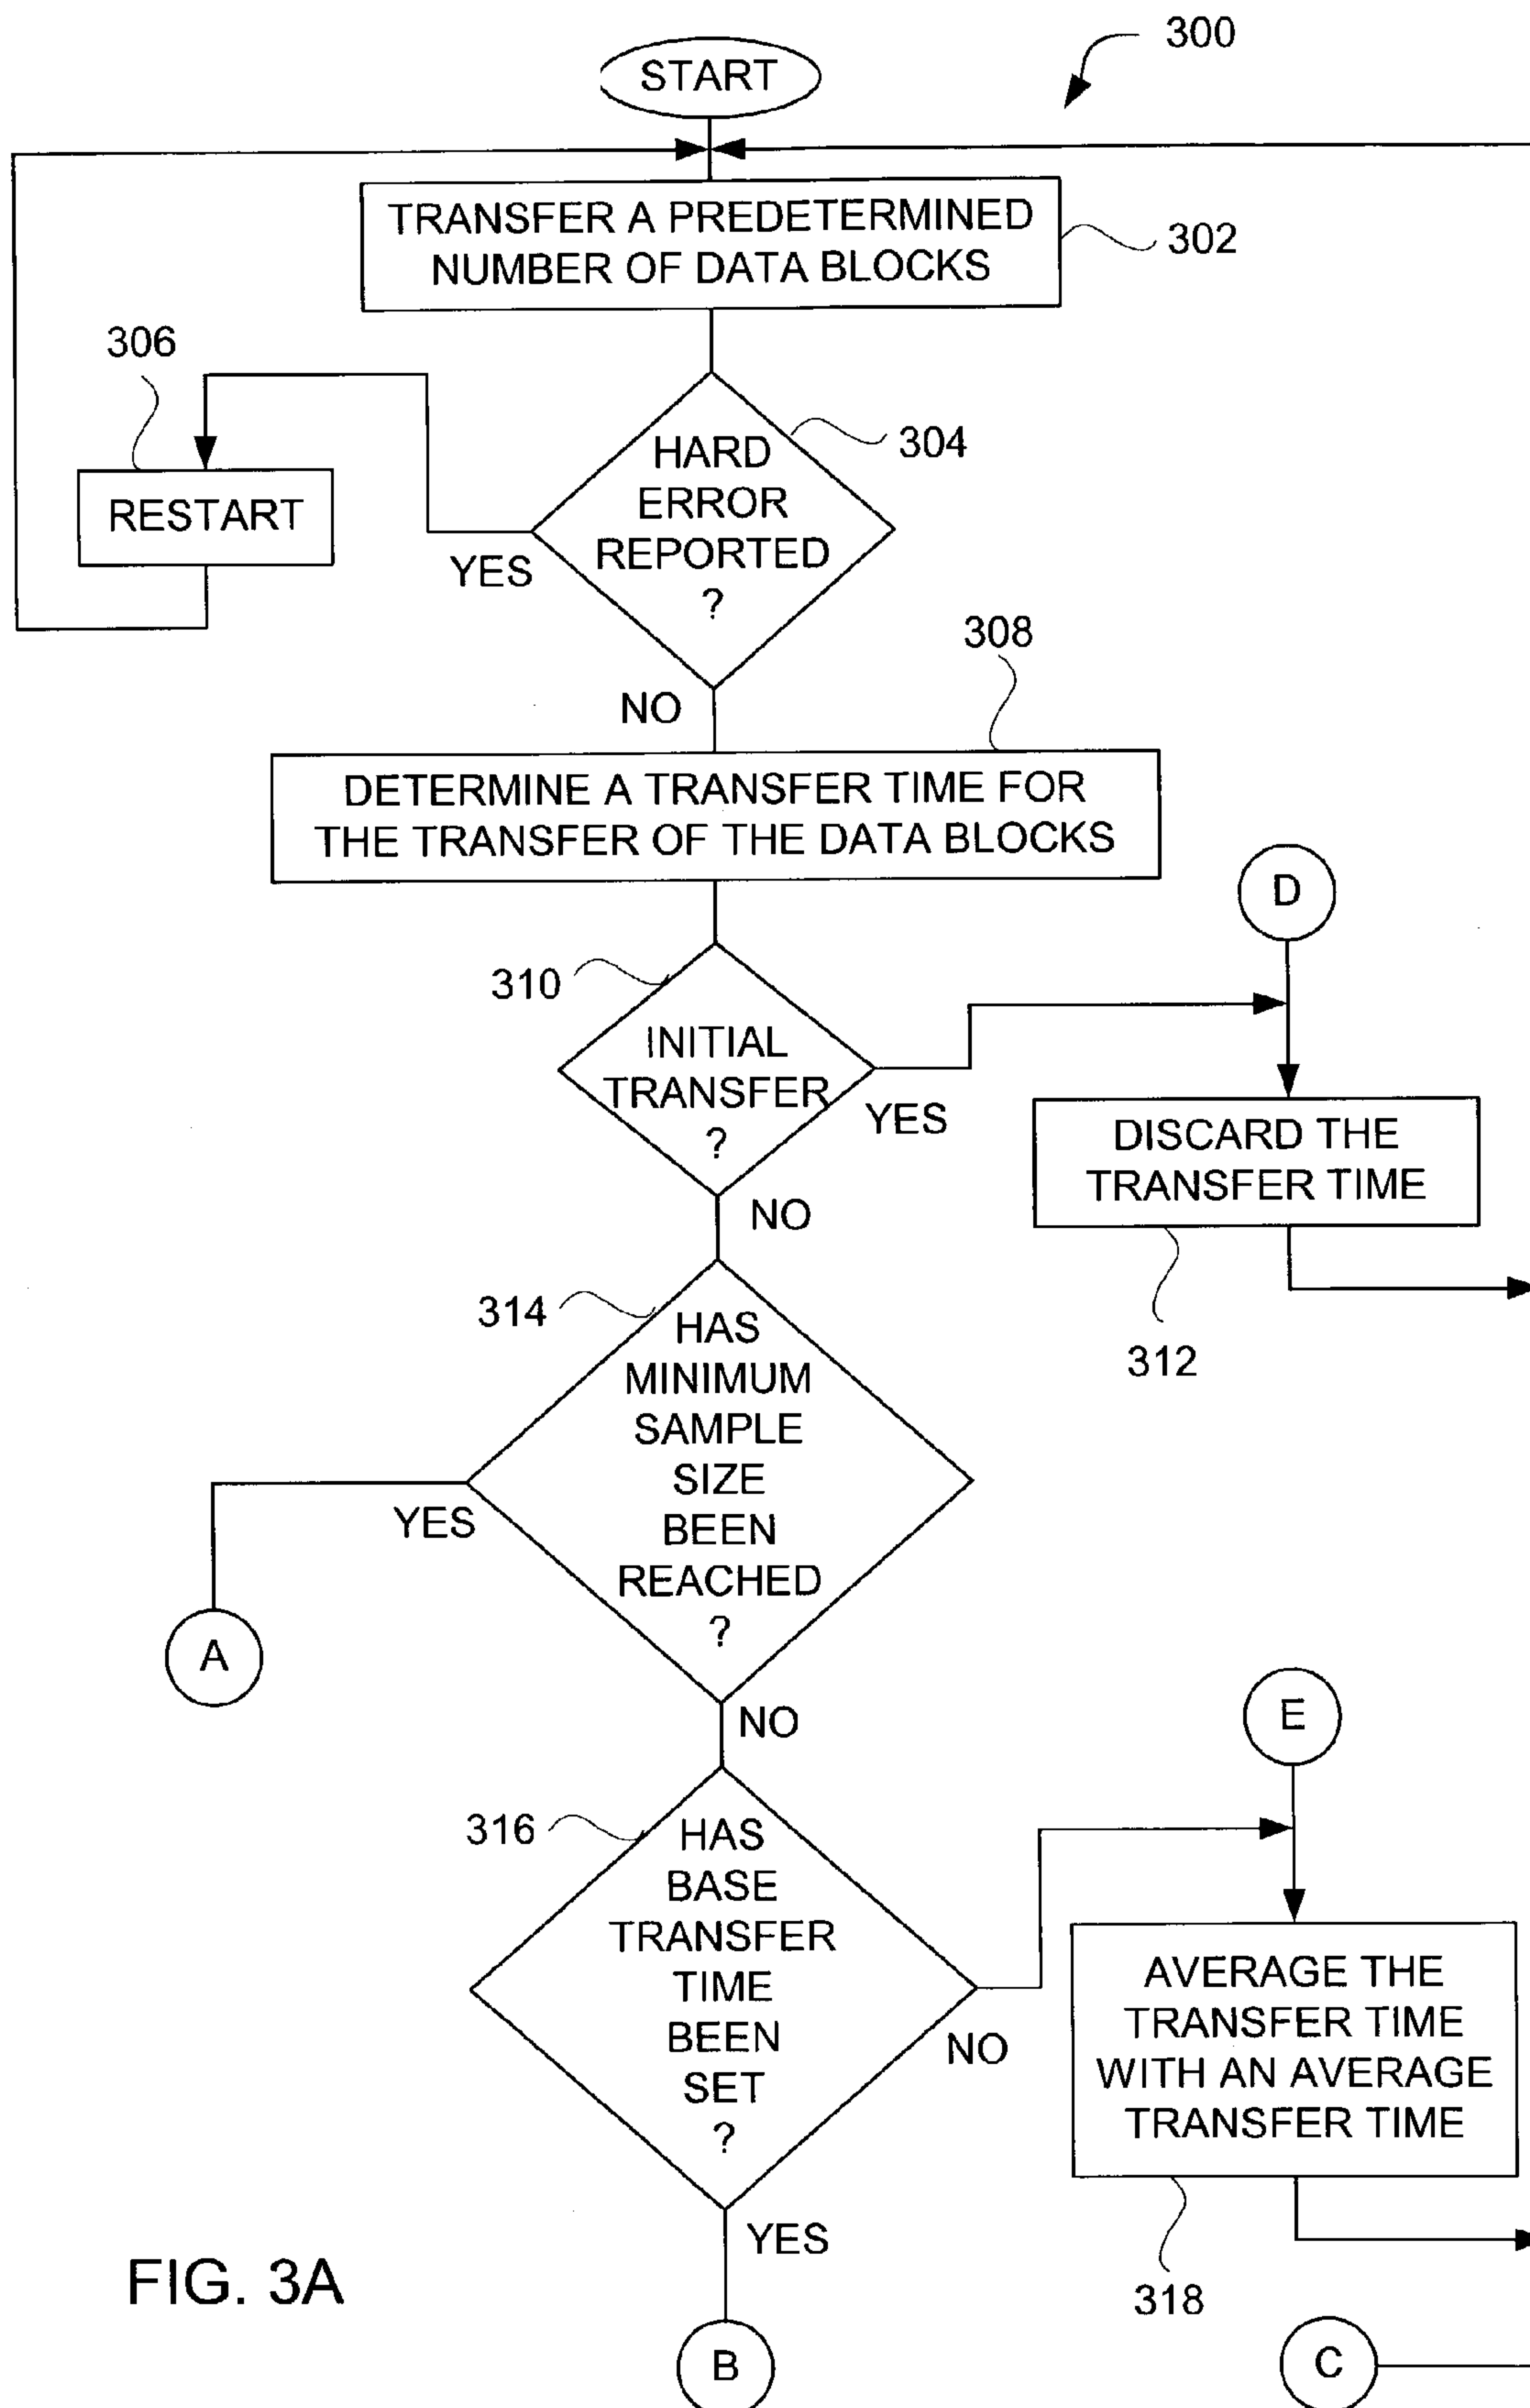 300
START
TRANSFER A PREDETERMINED
NUMBER OF DATA BLOCKS
302
306
304
HARD
ERROR
REPORTED
?
RESTART
YES
308
NO
DETERMINE A TRANSFER TIME FOR
THE TRANSFER OF THE DATA BLOCKS
D
310
INITIAL
TRANSFER
?
YES
DISCARD THE
TRANSFER TIME
NO
312
314
HAS
MINIMUM
SAMPLE
SIZE
BEEN
REACHED
?
YES
A
NO
E
316
HAS
BASE
TRANSFER
TIME
BEEN
SET
?
NO
AVERAGE THE
TRANSFER TIME
WITH AN AVERAGE
TRANSFER TIME
YES
318
FIG. 3A
B
C